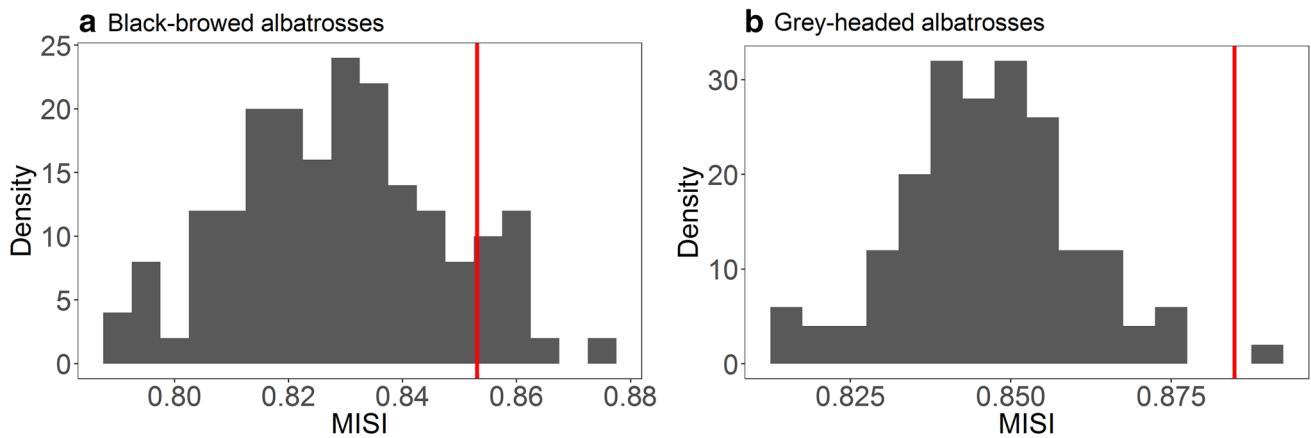 a Black-browed albatrosses
25
20
15
10
5
0
Density
0.80 0.82 0.84 0.86 0.88
MISI
b Grey-headed albatrosses
30
20
10
0
Density
0.825 0.850 0.875
MISI